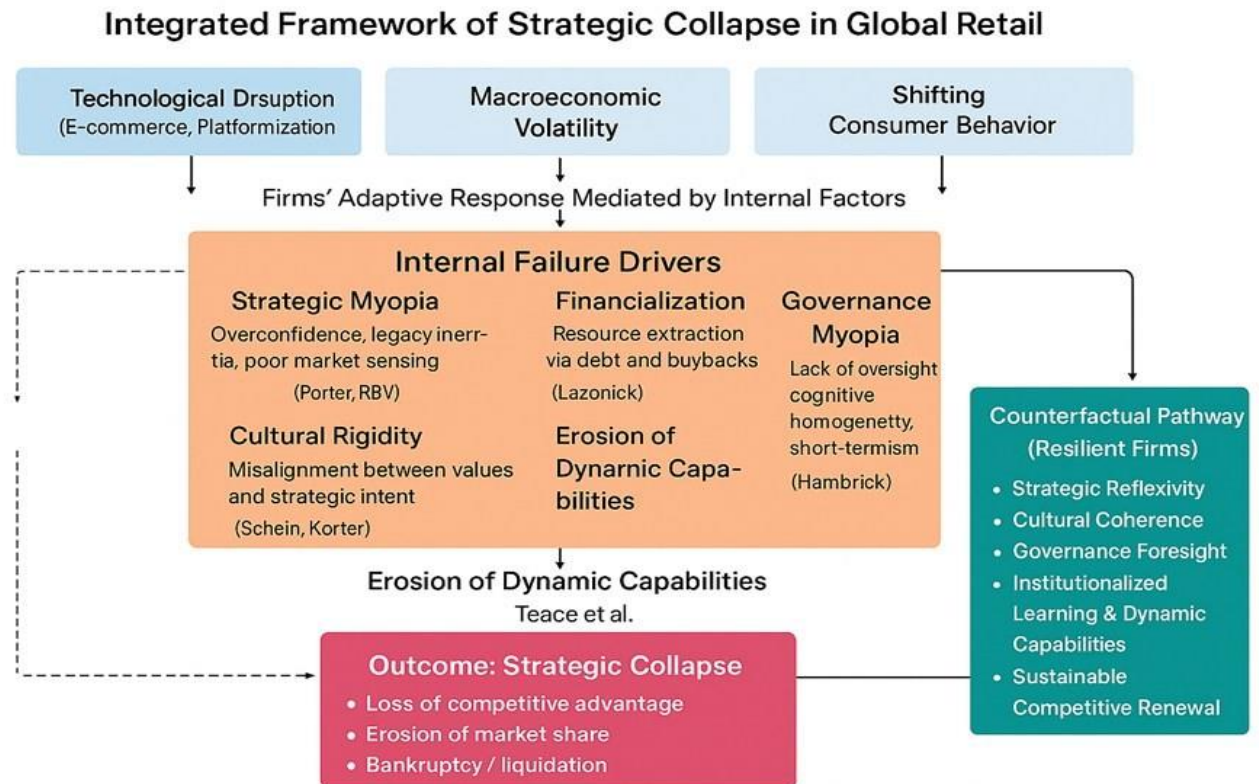 Integrated Framework of Strategic Collapse in Global Retail
Technological Drsuption
(E-commerce, Platformization
Macroeconomic
Volatility
Shifting
Consumer Behavior
Firms' Adaptive Response Mediated by Internal Factors
Internal Failure Drivers
Strategic Myopia
Overconfidence, legacy inerr-
tia, poor market sensing
(Porter, RBV)
Financialization
Resource extraction
via debt and buybacks
(Lazonick)
Governance
Myopia
Lack of oversight
cognitive
homogenetty,
short-termism
(Hambrick)
Cultural Rigidity
Misalignment between values
and strategic intent
(Schein, Korter)
Erosion of
Dynarnic Capa-
bilities
Erosion of Dynamic Capabilities
Teace et al.
Outcome: Strategic Collapse
• Loss of competitive advantage
• Erosion of market share
• Bankruptcy / liquidation
Counterfactual Pathway
(Resilient Firms)
• Strategic Reflexivity
• Cultural Coherence
• Governance Foresight
• Institutionalized
Learning & Dynamic
Capabilities
• Sustainable
Competitive Renewal